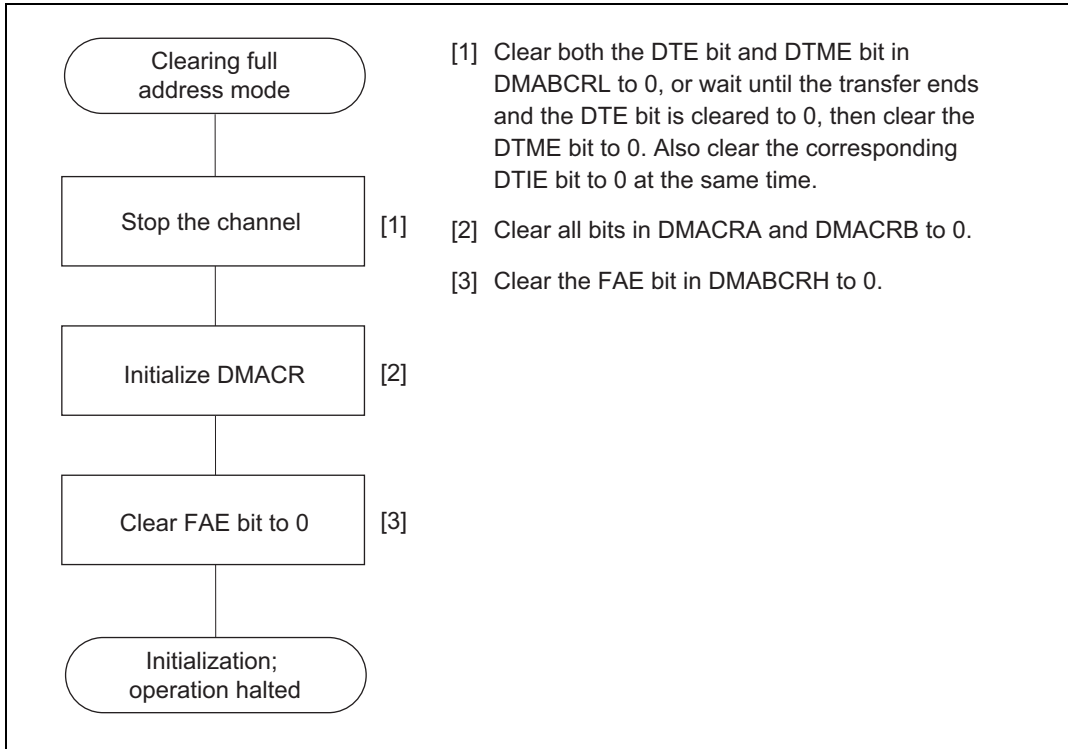 Clearing full
address mode
Stop the channel [1]
Initialize DMACR [2]
Clear FAE bit to 0 [3]
Initialization;
operation halted
[1] Clear both the DTE bit and DTME bit in
DMABCRL to 0, or wait until the transfer ends
and the DTE bit is cleared to 0, then clear the
DTME bit to 0. Also clear the corresponding
DTIE bit to 0 at the same time.
[2] Clear all bits in DMACRA and DMACRB to 0.
[3] Clear the FAE bit in DMABCRH to 0.